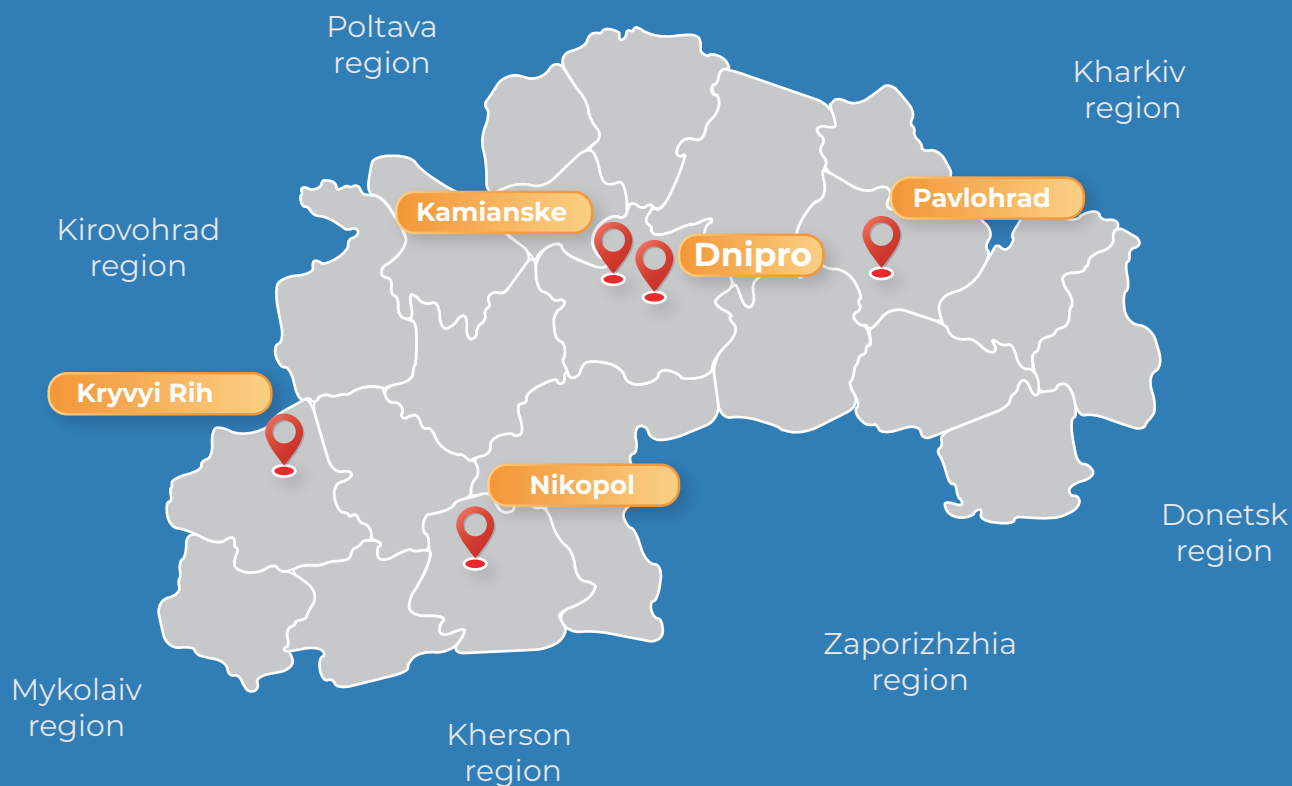 Poltava
region
Kharkiv
region
Kamianske
Pavlohrad
Kirovohrad
region
Dnipro
Kryvyi Rih
Nikopol
Donetsk
region
Zaporizhzhia
region
Mykolaiv
region
Kherson
region